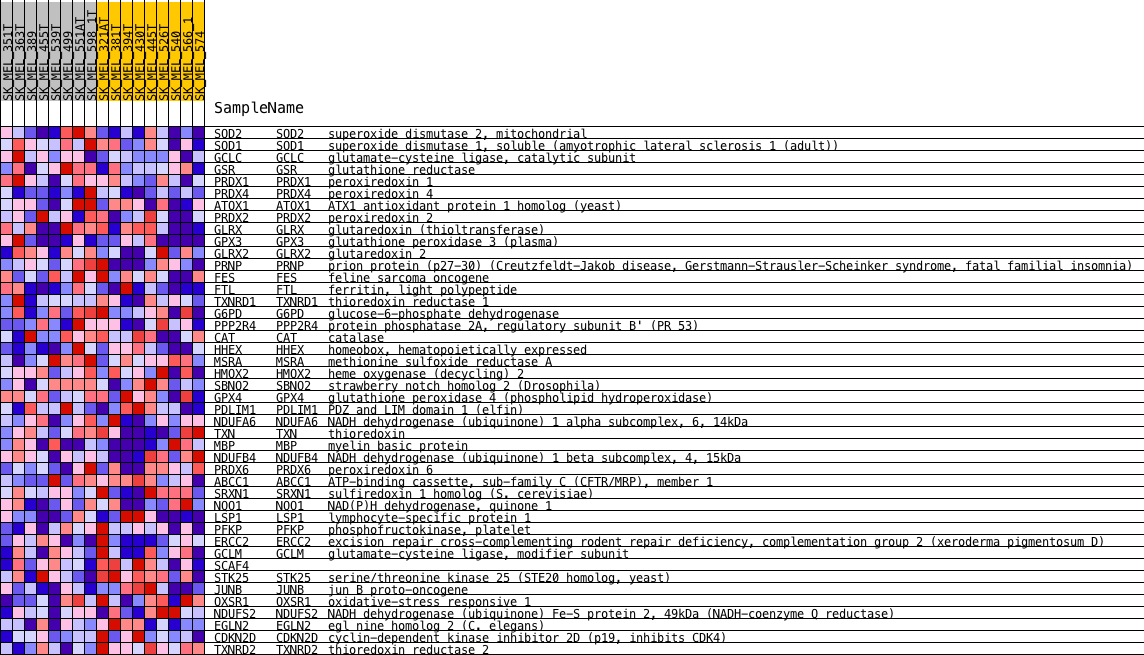 SK_MEL_351T
SK_MEL_363T
SK_MEL_389
SK_MEL_455T
SK_MEL_539T
SK_MEL_499
SK_MEL_551AT
SK_MEL_598_1T
SK_MEL_321AT
SK_MEL_381T
SK_MEL_394T
SK_MEL_430T
SK_MEL_445T
SK_MEL_526T
SK_MEL_540
SK_MEL_566_1
SK_MEL_574
SampleName
SOD2 SOD2 superoxide dismutase 2, mitochondrial
SOD1 SOD1 superoxide dismutase 1, soluble (amyotrophic lateral sclerosis 1 (adult))
GCLC GCLC glutamate-cysteine ligase, catalytic subunit
GSR GSR glutathione reductase
PRDX1 PRDX1 peroxiredoxin 1
PRDX4 PRDX4 peroxiredoxin 4
ATOX1 ATOX1 ATX1 antioxidant protein 1 homolog (yeast)
PRDX2 PRDX2 peroxiredoxin 2
GLRX GLRX glutaredoxin (thioltransferase)
GPX3 GPX3 glutathione peroxidase 3 (plasma)
GLRX2 GLRX2 glutaredoxin 2
PRNP PRNP prion protein (p27-30) (Creutzfeldt-Jakob disease, Gerstmann-Strausler-Scheinker syndrome, fatal familial insomnia)
FES FES feline sarcoma oncogene
FTL FTL ferritin, light polypeptide
TXNRD1 TXNRD1 thioredoxin reductase 1
G6PD G6PD glucose-6-phosphate dehydrogenase
PPP2R4 PPP2R4 protein phosphatase 2A, regulatory subunit B' (PR 53)
CAT CAT catalase
HHEX HHEX homeobox, hematopoietically expressed
MSRA MSRA methionine sulfoxide reductase A
HMOX2 HMOX2 heme oxygenase (decycling) 2
SBNO2 SBNO2 strawberry notch homolog 2 (Drosophila)
GPX4 GPX4 glutathione peroxidase 4 (phospholipid hydroperoxidase)
PDLIM1 PDLIM1 PDZ and LIM domain 1 (elfin)
NDUFA6 NDUFA6 NADH dehydrogenase (ubiquinone) 1 alpha subcomplex, 6, 14kDa
TXN TXN thioredoxin
MBP MBP myelin basic protein
NDUFB4 NDUFB4 NADH dehydrogenase (ubiquinone) 1 beta subcomplex, 4, 15kDa
PRDX6 PRDX6 peroxiredoxin 6
ABCC1 ABCC1 ATP-binding cassette, sub-family C (CFTR/MRP), member 1
SRXN1 SRXN1 sulfiredoxin 1 homolog (S. cerevisiae)
NQO1 NQO1 NAD(P)H dehydrogenase, quinone 1
LSP1 LSP1 lymphocyte-specific protein 1
PFKP PFKP phosphofructokinase, platelet
ERCC2 ERCC2 excision repair cross-complementing rodent repair deficiency, complementation group 2 (xeroderma pigmentosum D)
GCLM GCLM glutamate-cysteine ligase, modifier subunit
SCAF4
STK25 STK25 serine/threonine kinase 25 (STE20 homolog, yeast)
JUNB JUNB jun B proto-oncogene
OXSR1 OXSR1 oxidative-stress responsive 1
NDUFS2 NDUFS2 NADH dehydrogenase (ubiquinone) Fe-S protein 2, 49kDa (NADH-coenzyme Q reductase)
EGLN2 EGLN2 egl nine homolog 2 (C. elegans)
CDKN2D CDKN2D cyclin-dependent kinase inhibitor 2D (p19, inhibits CDK4)
TXNRD2 TXNRD2 thioredoxin reductase 2